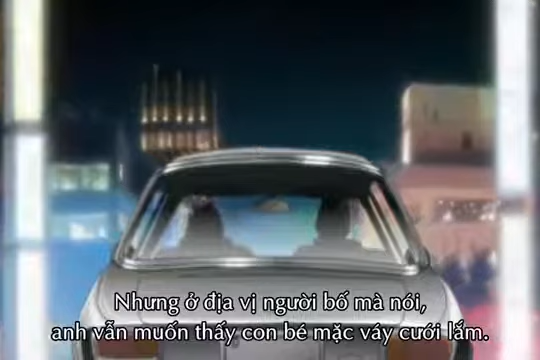 Nhưng ở địa vị người bố mà nói,
anh vẫn muốn thấy con bé mặc váy cưới lắm.